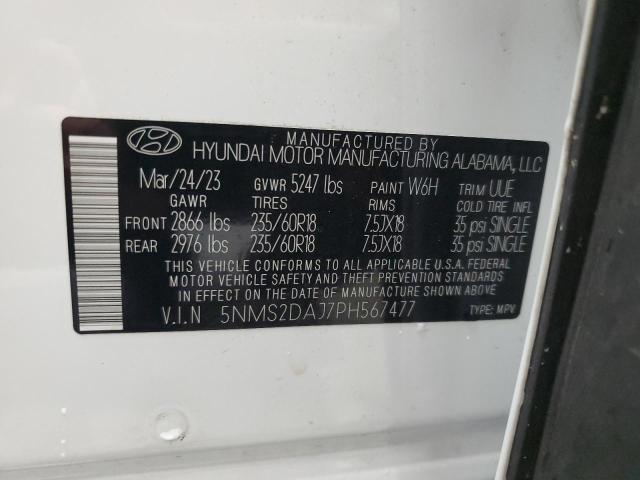 MANUFACTURED BY
HYUNDAI MOTOR MANUFACTURING ALABAMA, LLC
Mar/24/23 GVWR 5247 lbs PAINT W6H TRIM UUE
GAWR TIRES RIMS COLD TIRE INFL
FRONT 2866 lbs 235/60R18 7.5JX18 35 psi SINGLE
REAR 2976 lbs 235/60R18 7.5JX18 35 psi SINGLE
THIS VEHICLE CONFORMS TO ALL APPLICABLE U.S.A. FEDERAL
MOTOR VEHICLE SAFETY AND THEFT PREVENTION STANDARDS
IN EFFECT ON THE DATE OF MANUFACTURE SHOWN ABOVE.
V.I.N 5NMS2DAJ7PH567477 TYPE: MPV